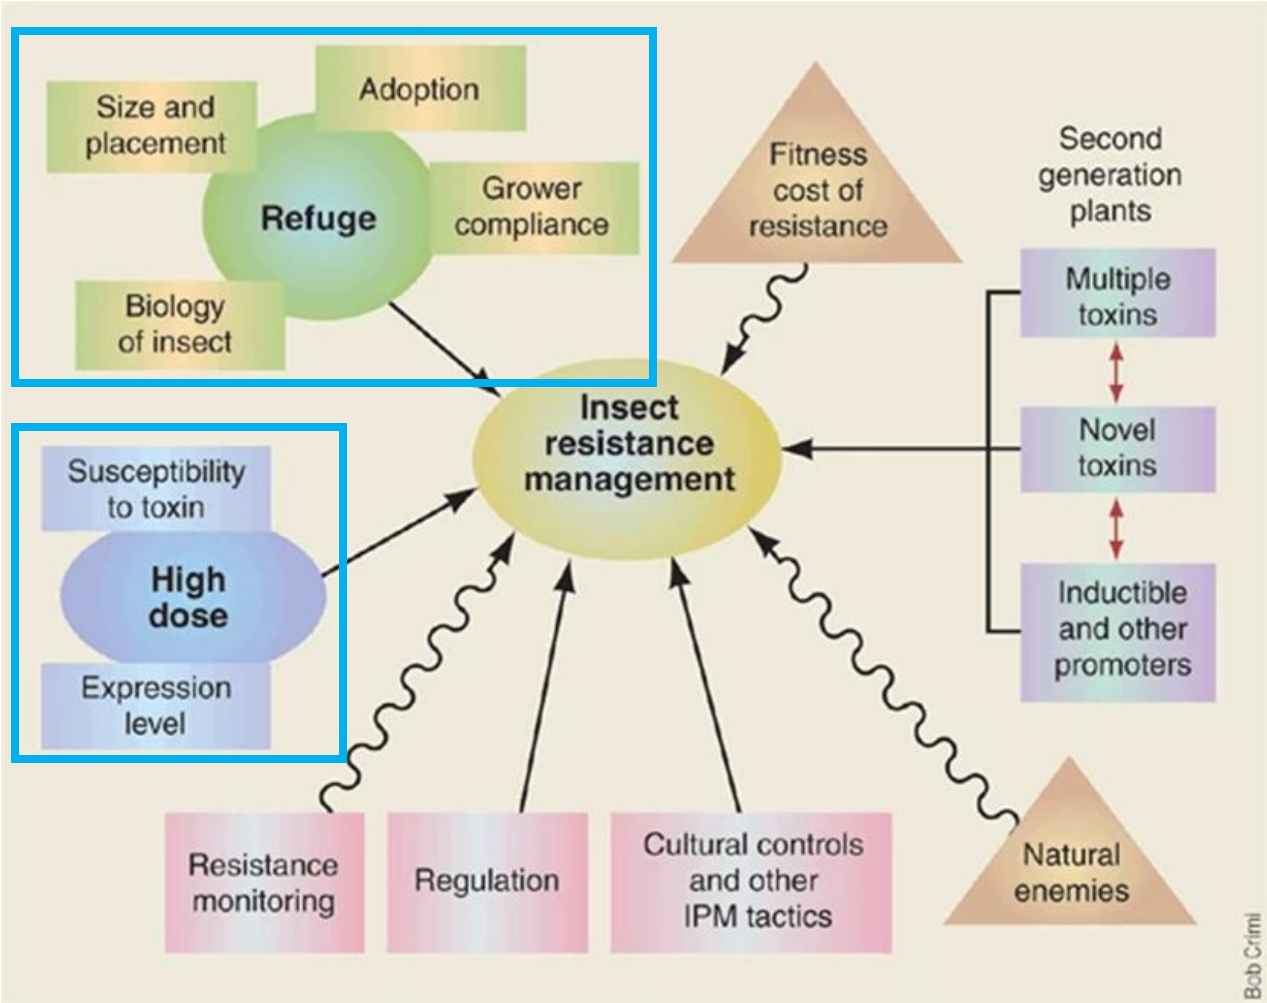 Size and
placement
Adoption
Refuge
Grower
compliance
Biology
of insect
Fitness
cost of
resistance
Second
generation
plants
Multiple
toxins
Novel
toxins
Inductible
and other
promoters
Insect
resistance
management
Susceptibility
to toxin
High
dose
Expression
level
Resistance
monitoring
Regulation
Cultural controls
and other
IPM tactics
Natural
enemies
Bob Crimi